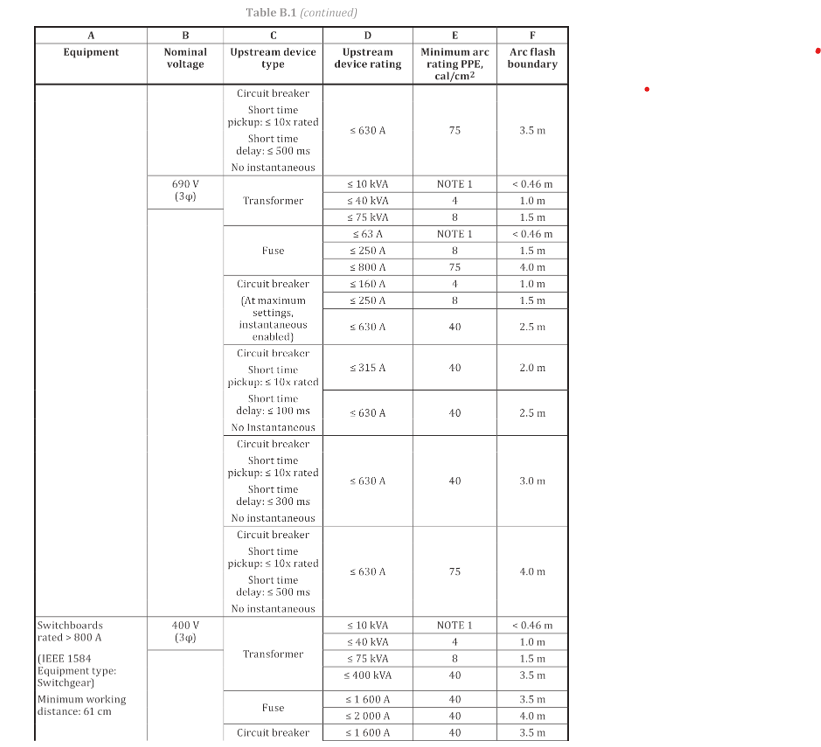 Table B.1 (continued)
A B C D E F
Equipment Nominal voltage Upstream device type Upstream device rating Minimum arc rating PPE, cal/cm2 Arc flash boundary
Circuit breaker
Short time
pickup: ≤ 10x rated
Short time
delay: ≤ 500 ms
No instantaneous
≤ 630 A 75 3.5 m
690 V
(3φ)
Transformer
≤ 10 kVA NOTE 1 < 0.46 m
≤ 40 kVA 4 1.0 m
≤ 75 kVA 8 1.5 m
Fuse
≤ 63 A NOTE 1 < 0.46 m
≤ 250 A 8 1.5 m
≤ 800 A 75 4.0 m
Circuit breaker
(At maximum
settings,
instantaneous
enabled)
≤ 160 A 4 1.0 m
≤ 250 A 8 1.5 m
≤ 630 A 40 2.5 m
Circuit breaker
Short time
pickup: ≤ 10x rated
Short time
delay: ≤ 100 ms
No Instantaneous
≤ 315 A 40 2.0 m
≤ 630 A 40 2.5 m
Circuit breaker
Short time
pickup: ≤ 10x rated
Short time
delay: ≤ 300 ms
No instantaneous
≤ 630 A 40 3.0 m
Circuit breaker
Short time
pickup: ≤ 10x rated
Short time
delay: ≤ 500 ms
No instantaneous
≤ 630 A 75 4.0 m
Switchboards
rated > 800 A
(IEEE 1584
Equipment type:
Switchgear)
Minimum working
distance: 61 cm
400 V
(3φ)
Transformer
≤ 10 kVA NOTE 1 < 0.46 m
≤ 40 kVA 4 1.0 m
≤ 75 kVA 8 1.5 m
≤ 400 kVA 40 3.5 m
Fuse
≤ 1 600 A 40 3.5 m
≤ 2 000 A 40 4.0 m
Circuit breaker ≤ 1 600 A 40 3.5 m